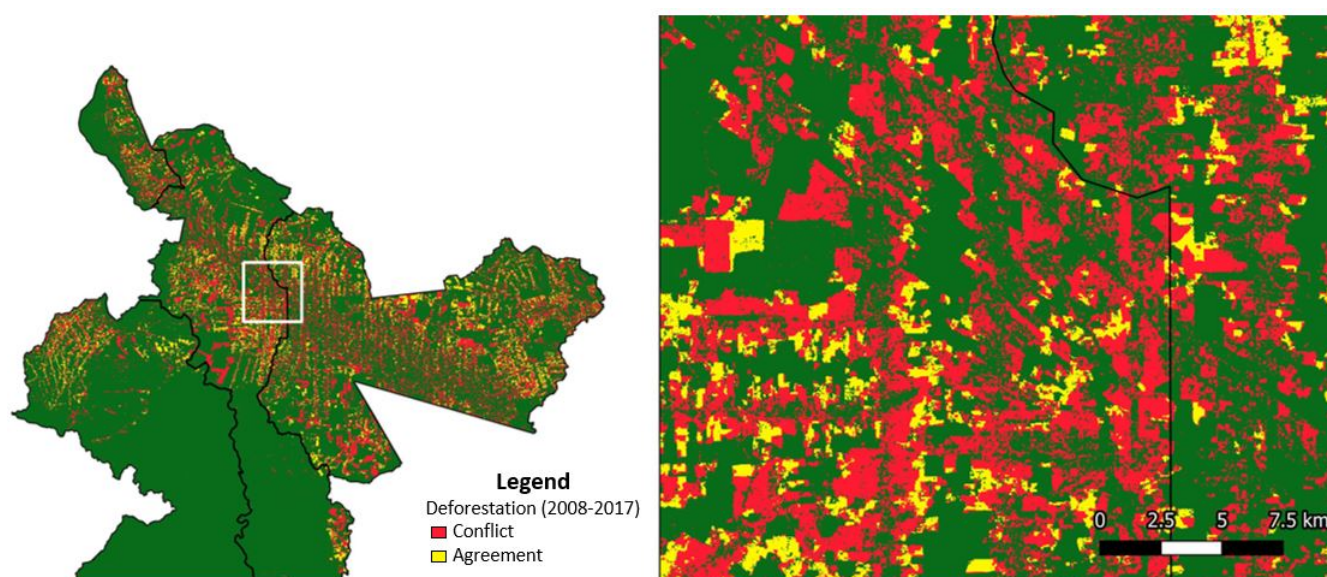 Legend
Deforestation (2008-2017)
Conflict
Agreement
0 2.5 5 7.5 km